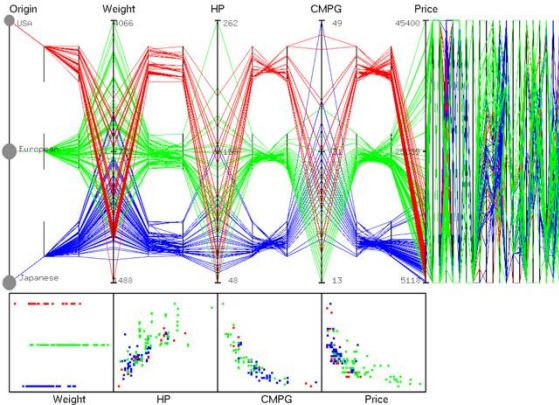 Origin Weight HP CMPG Price
USA 4066 262 49 45400
European
Japanese 488 48 13 5118
Weight HP CMPG Price